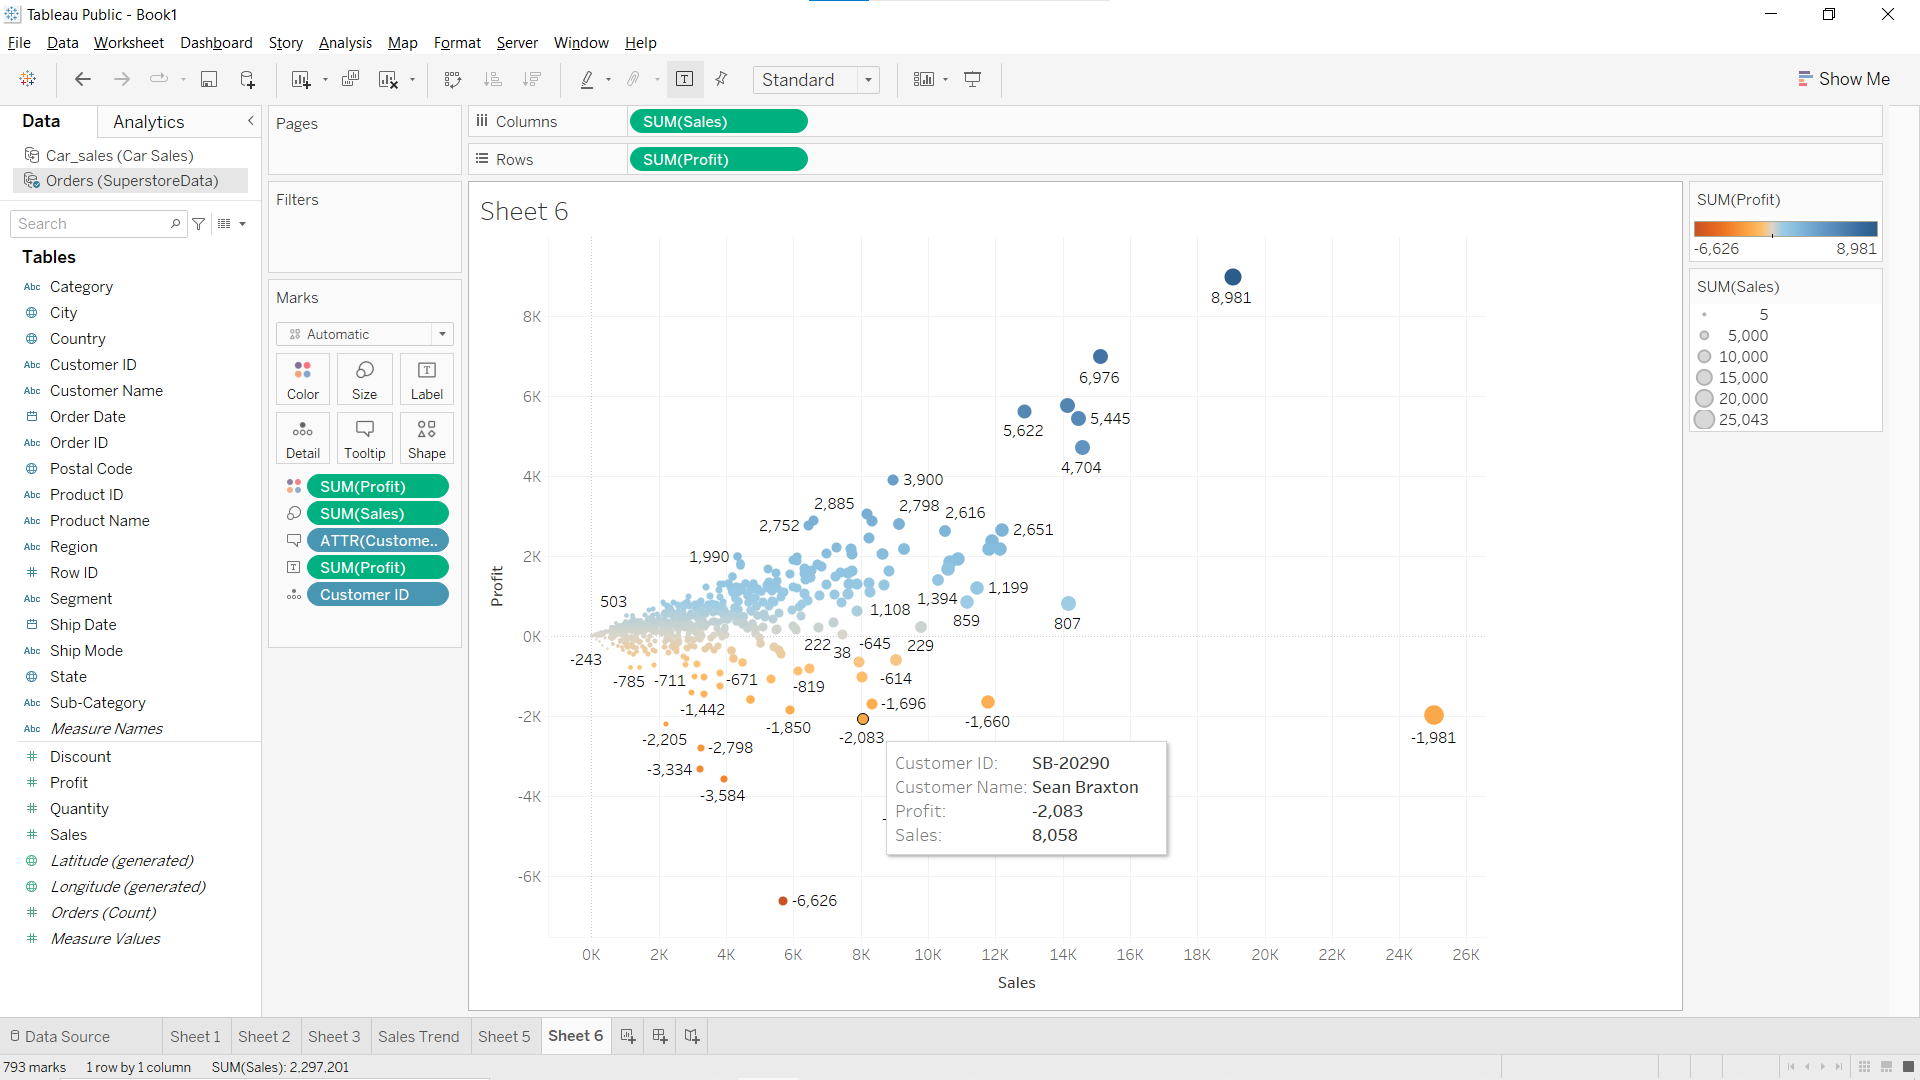 Tableau Public - Book1
File Data Worksheet Dashboard Story Analysis Map Format Server Window Help
Standard
Show Me
Data
Analytics
Car_sales (Car Sales)
Orders (SuperstoreData)
Search
Tables
Abc Category
City
Country
Abc Customer ID
Abc Customer Name
Order Date
Abc Order ID
Postal Code
Abc Product ID
Abc Product Name
Abc Region
# Row ID
Abc Segment
Ship Date
Abc Ship Mode
State
Abc Sub-Category
Abc Measure Names
# Discount
# Profit
# Quantity
# Sales
Latitude (generated)
Longitude (generated)
# Orders (Count)
# Measure Values
Pages
Filters
Marks
Automatic
Color
Size
Label
Detail
Tooltip
Shape
SUM(Profit)
SUM(Sales)
ATTR(Custome..
SUM(Profit)
Customer ID
Columns
SUM(Sales)
Rows
SUM(Profit)
Sheet 6
Profit
8K
6K
4K
2K
0K
-2K
-4K
-6K
8,981
6,976
5,622
5,445
4,704
3,900
2,885
2,798
2,616
2,752
2,651
1,990
1,199
503
1,108
1,394
859
807
222
38
-645
229
-243
-785
-711
-671
-819
-614
-1,442
-1,696
-1,850
-1,660
-2,083
-1,981
-2,205
-2,798
-3,334
-3,584
-6,626
Customer ID: SB-20290
Customer Name: Sean Braxton
Profit: -2,083
Sales: 8,058
0K 2K 4K 6K 8K 10K 12K 14K 16K 18K 20K 22K 24K 26K
Sales
SUM(Profit)
-6,626 8,981
SUM(Sales)
5
5,000
10,000
15,000
20,000
25,043
Data Source
Sheet 1
Sheet 2
Sheet 3
Sales Trend
Sheet 5
Sheet 6
793 marks 1 row by 1 column SUM(Sales): 2,297,201